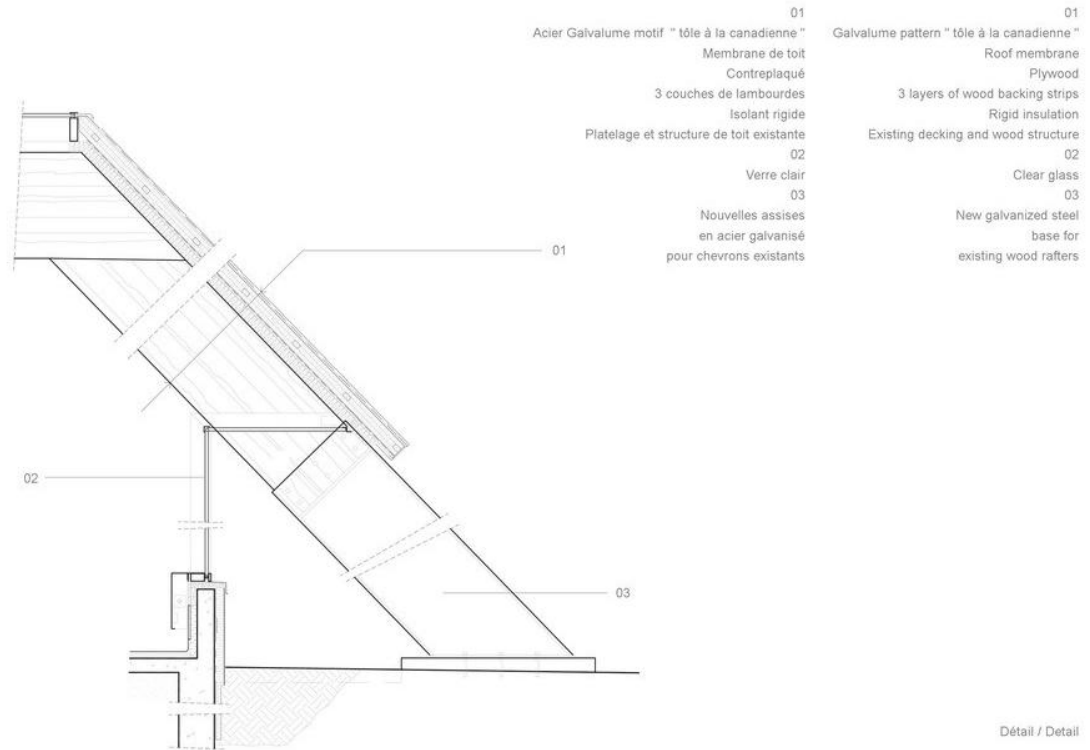 01
Acier Galvalume motif " tôle à la canadienne "
Membrane de toit
Contreplaqué
3 couches de lambourdes
Isolant rigide
Platelage et structure de toit existante
02
Verre clair
03
Nouvelles assises
en acier galvanisé
pour chevrons existants
01
Galvalume pattern " tôle à la canadienne "
Roof membrane
Plywood
3 layers of wood backing strips
Rigid insulation
Existing decking and wood structure
02
Clear glass
03
New galvanized steel
base for
existing wood rafters
01
02
03
Détail / Detail